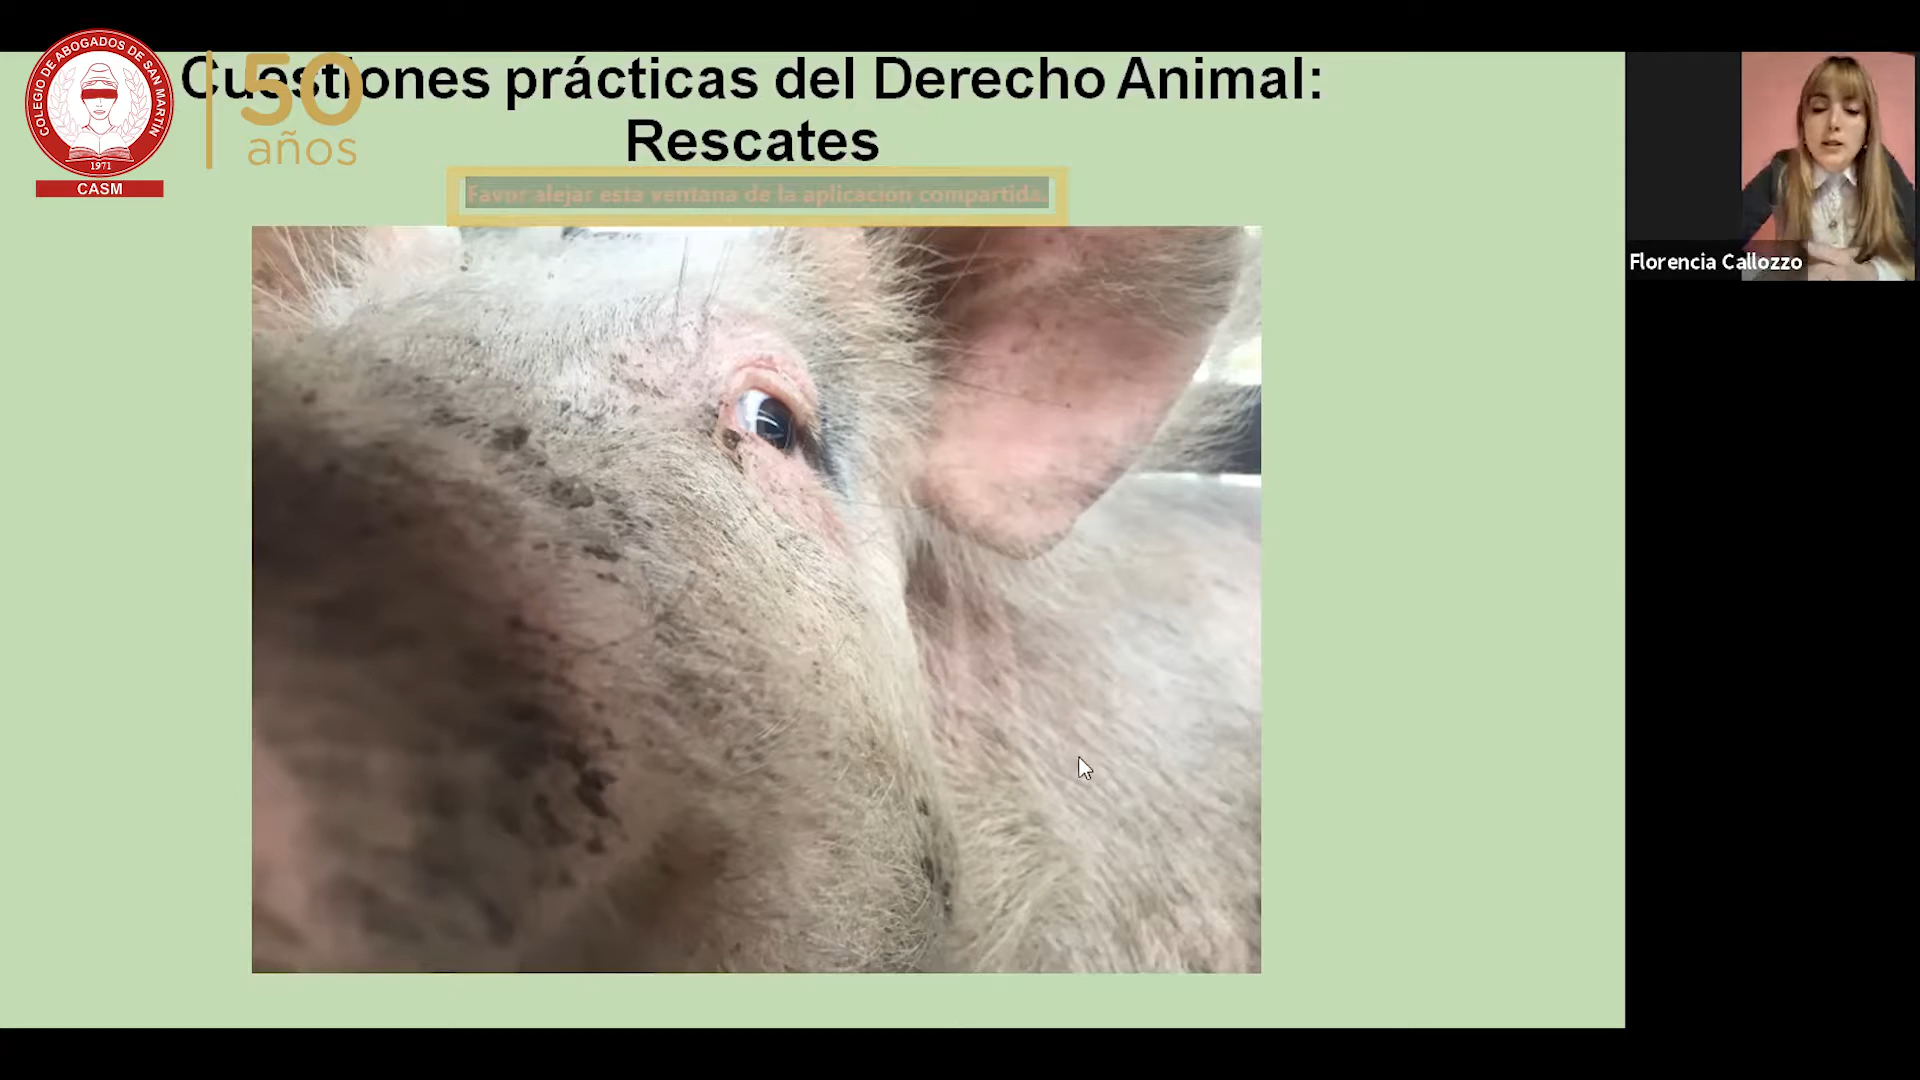 COLEGIO DE ABOGADOS DE SAN MARTIN
1971
CASM
50
años
Cuestiones prácticas del Derecho Animal:
Rescates
Favor alejar esta ventana de la aplicación compartida.
Florencia Callozzo